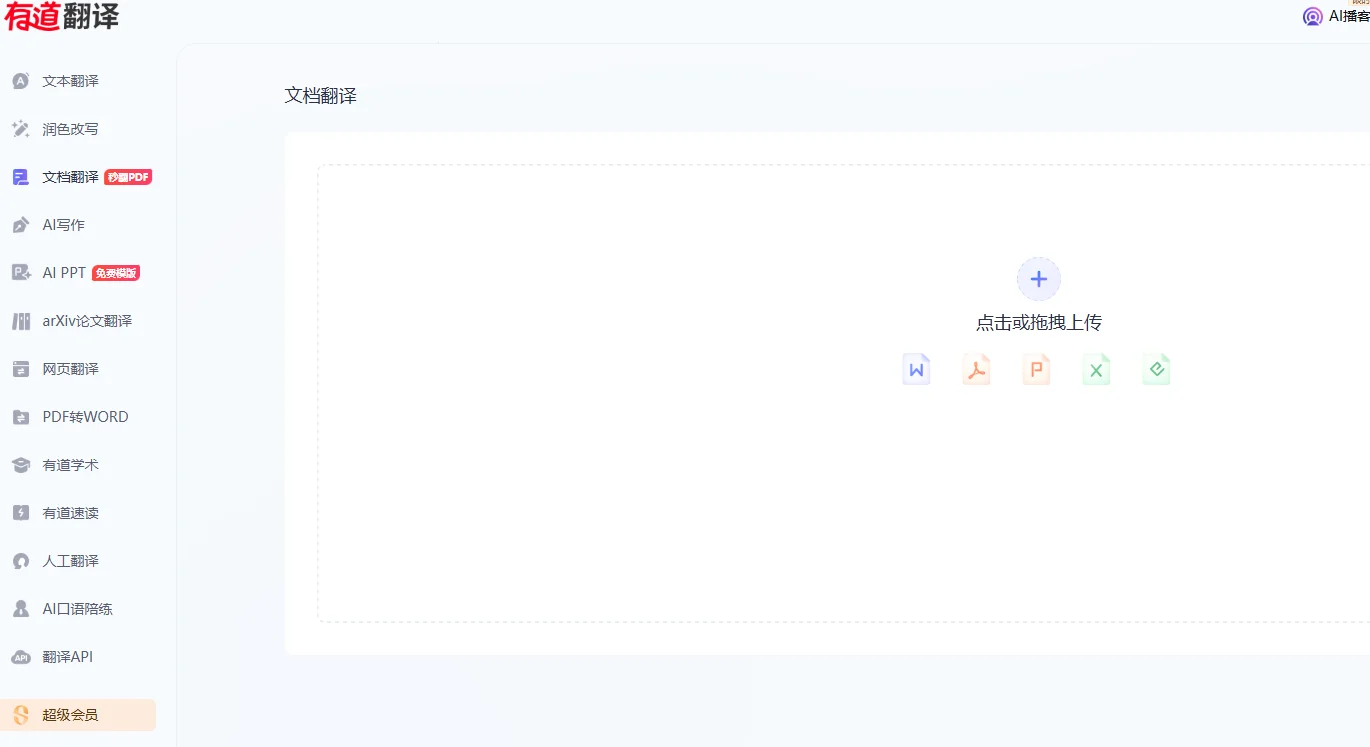 有道翻译
AI播客
文本翻译
润色改写
文档翻译 秒翻PDF
AI写作
AI PPT 免费模版
arXiv论文翻译
网页翻译
PDF转WORD
有道学术
有道速读
人工翻译
AI口语陪练
翻译API
超级会员
文档翻译
点击或拖拽上传